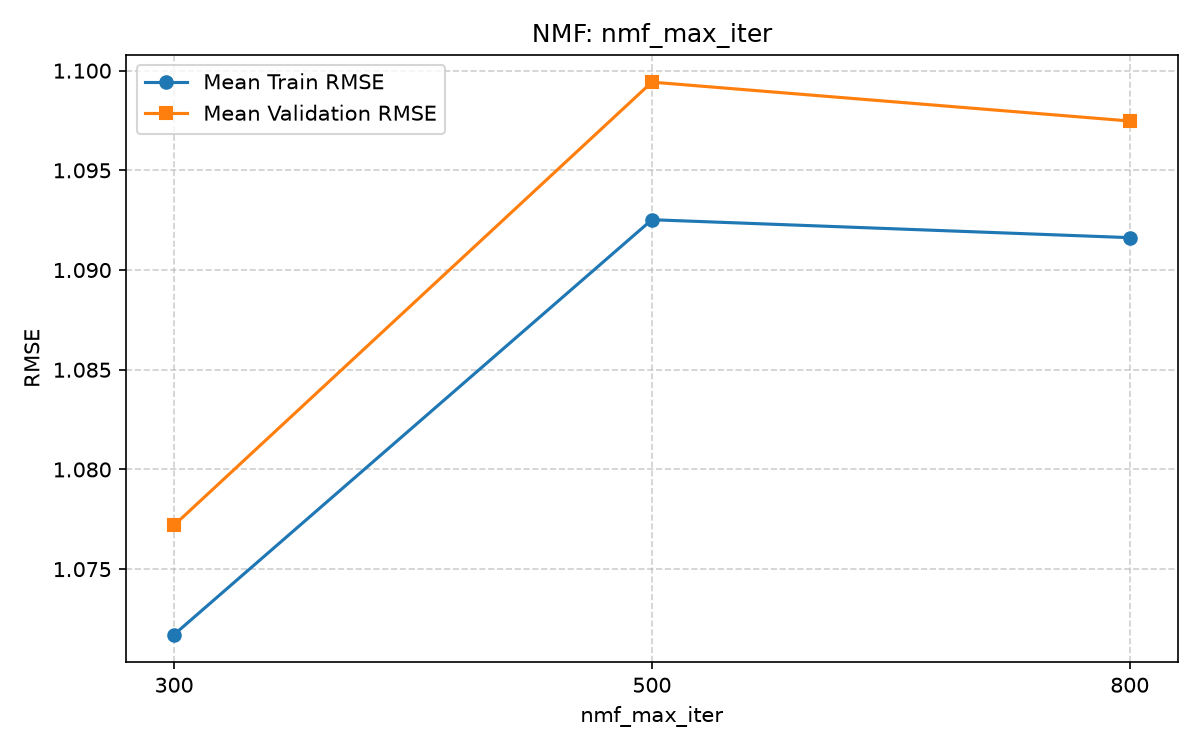 NMF: nmf_max_iter
Mean Train RMSE
Mean Validation RMSE
RMSE
1.100
1.095
1.090
1.085
1.080
1.075
300 500 800
nmf_max_iter